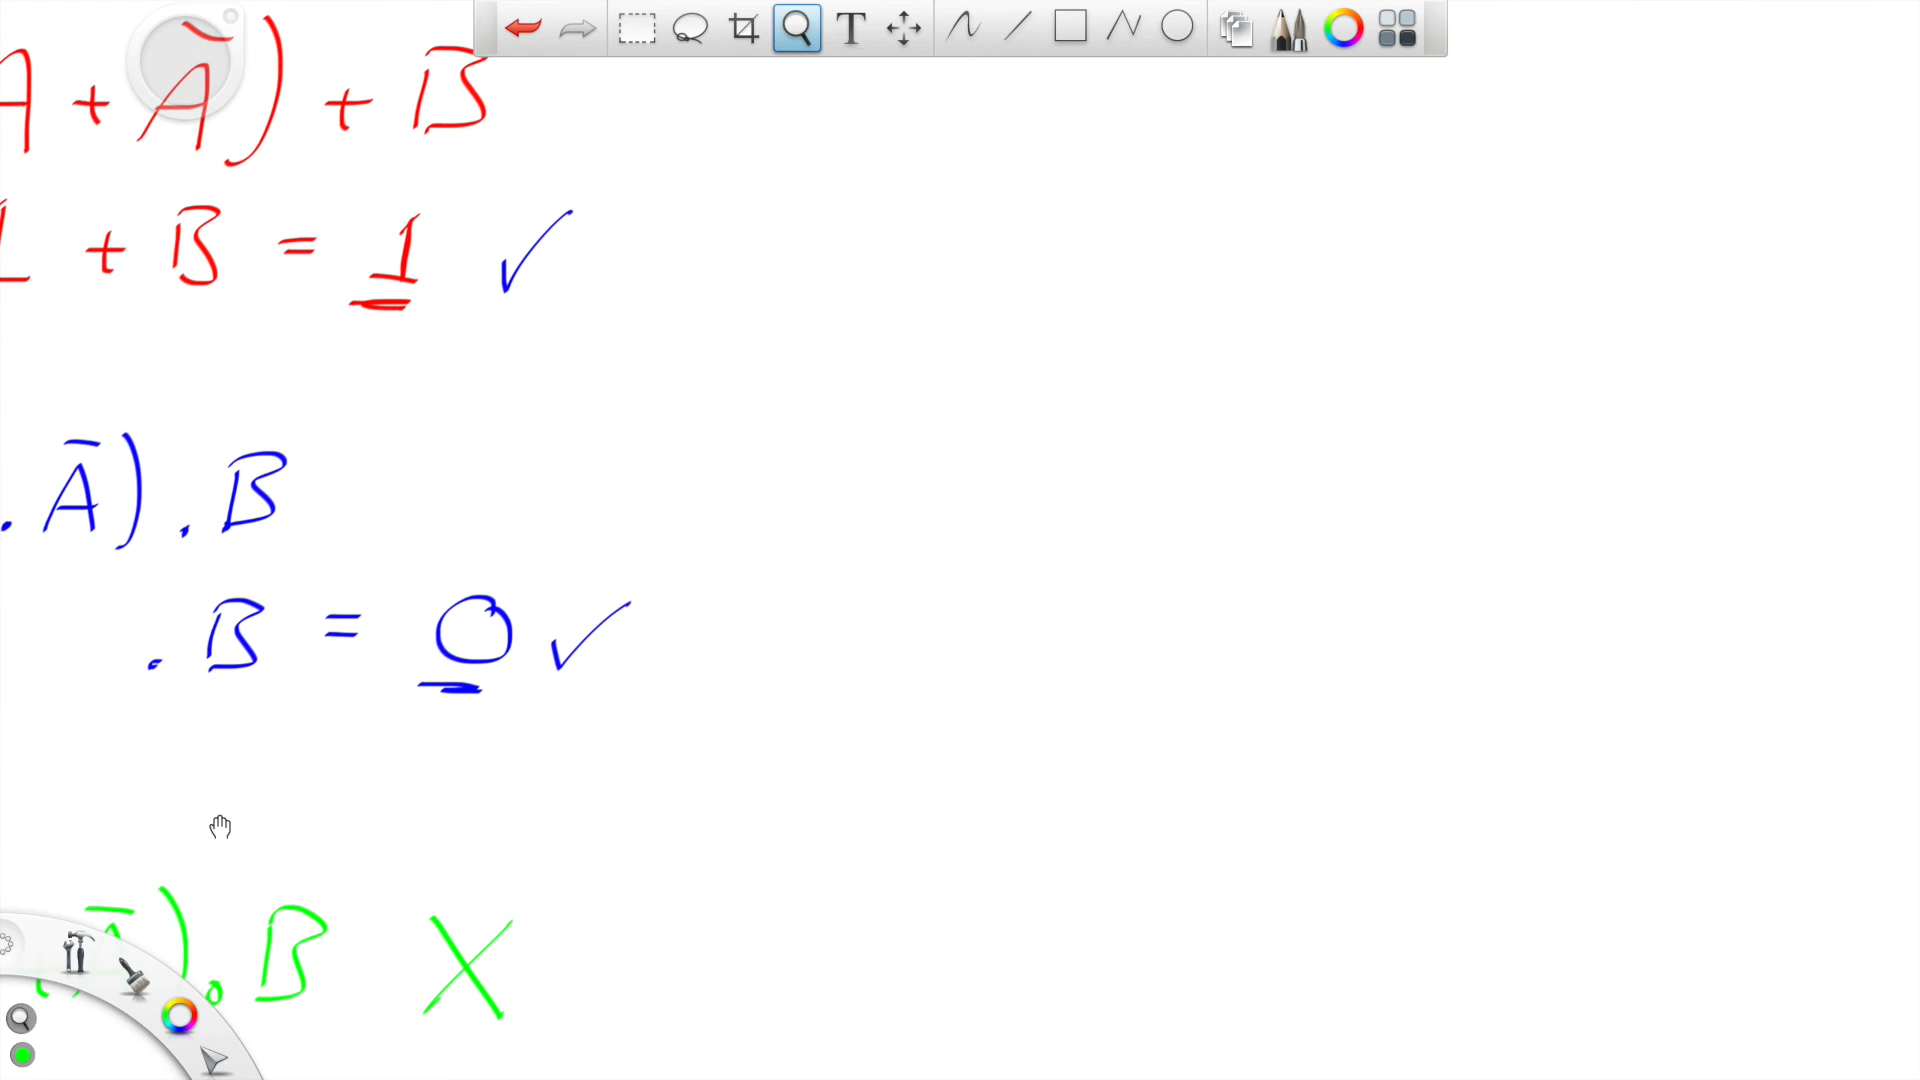 A + Ā) + B
1 + B = 1 ✓
. Ā) . B
. B = 0 ✓
Ā) . B X
T